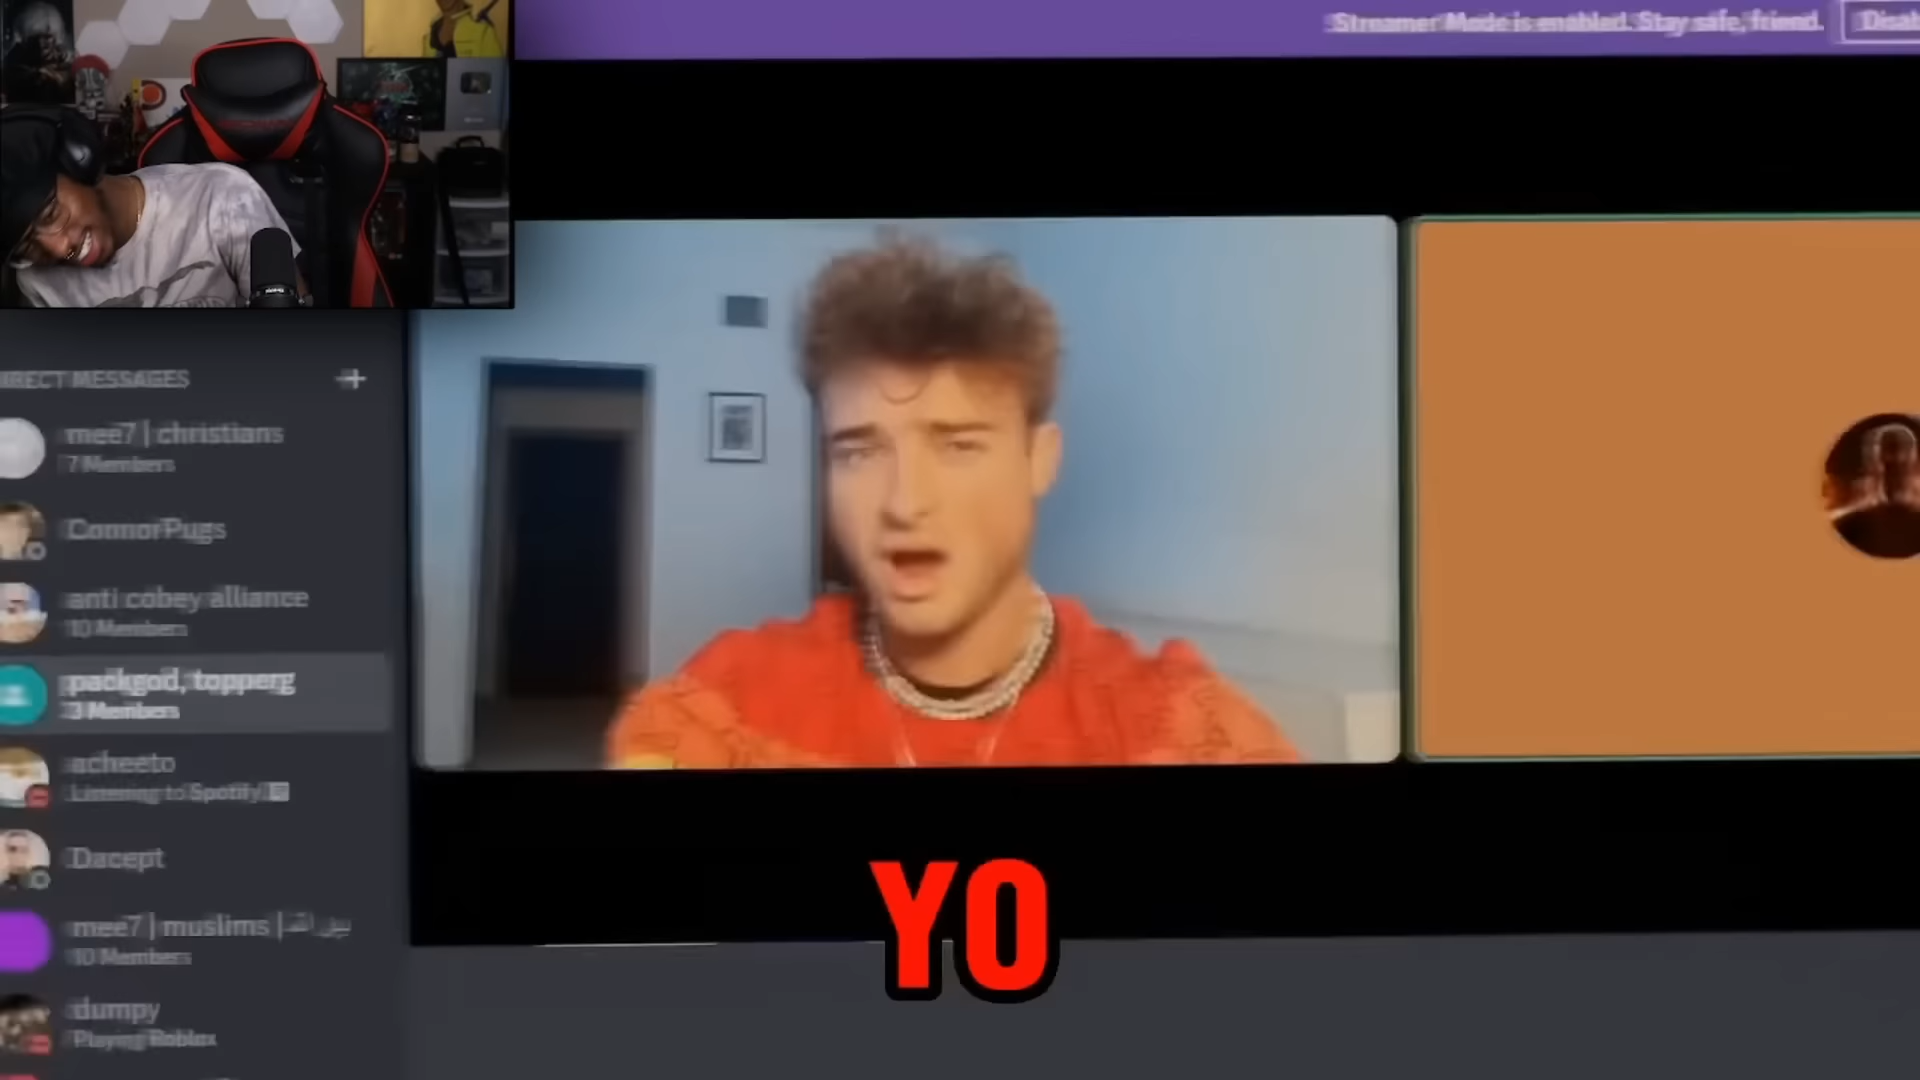 Streamer Mode is enabled. Stay safe, friend.
DIRECT MESSAGES
mee7 | christians
7 Members
ConnorPugs
anti cobey alliance
10 Members
packgod, topperg
3 Members
acheeto
Listening to Spotify
Dacept
mee7 | muslims |
10 Members
dumpy
Playing Roblox
YO